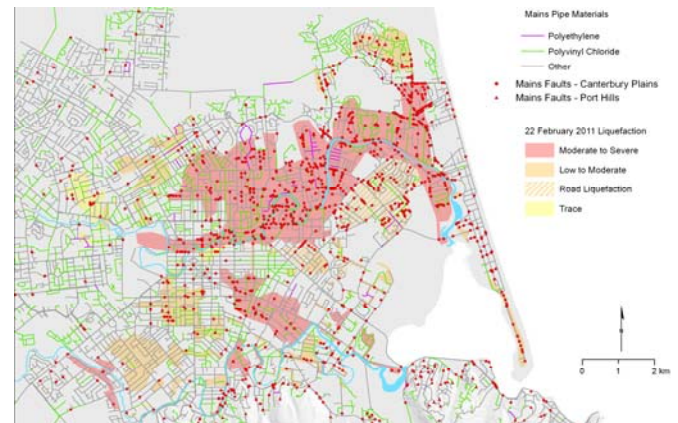 Mains Pipe Materials
Polyethylene
Polyvinyl Chloride
Other
Mains Faults - Canterbury Plains
Mains Faults - Port Hills
22 February 2011 Liquefaction
Moderate to Severe
Low to Moderate
Road Liquefaction
Trace
0 1 2 km